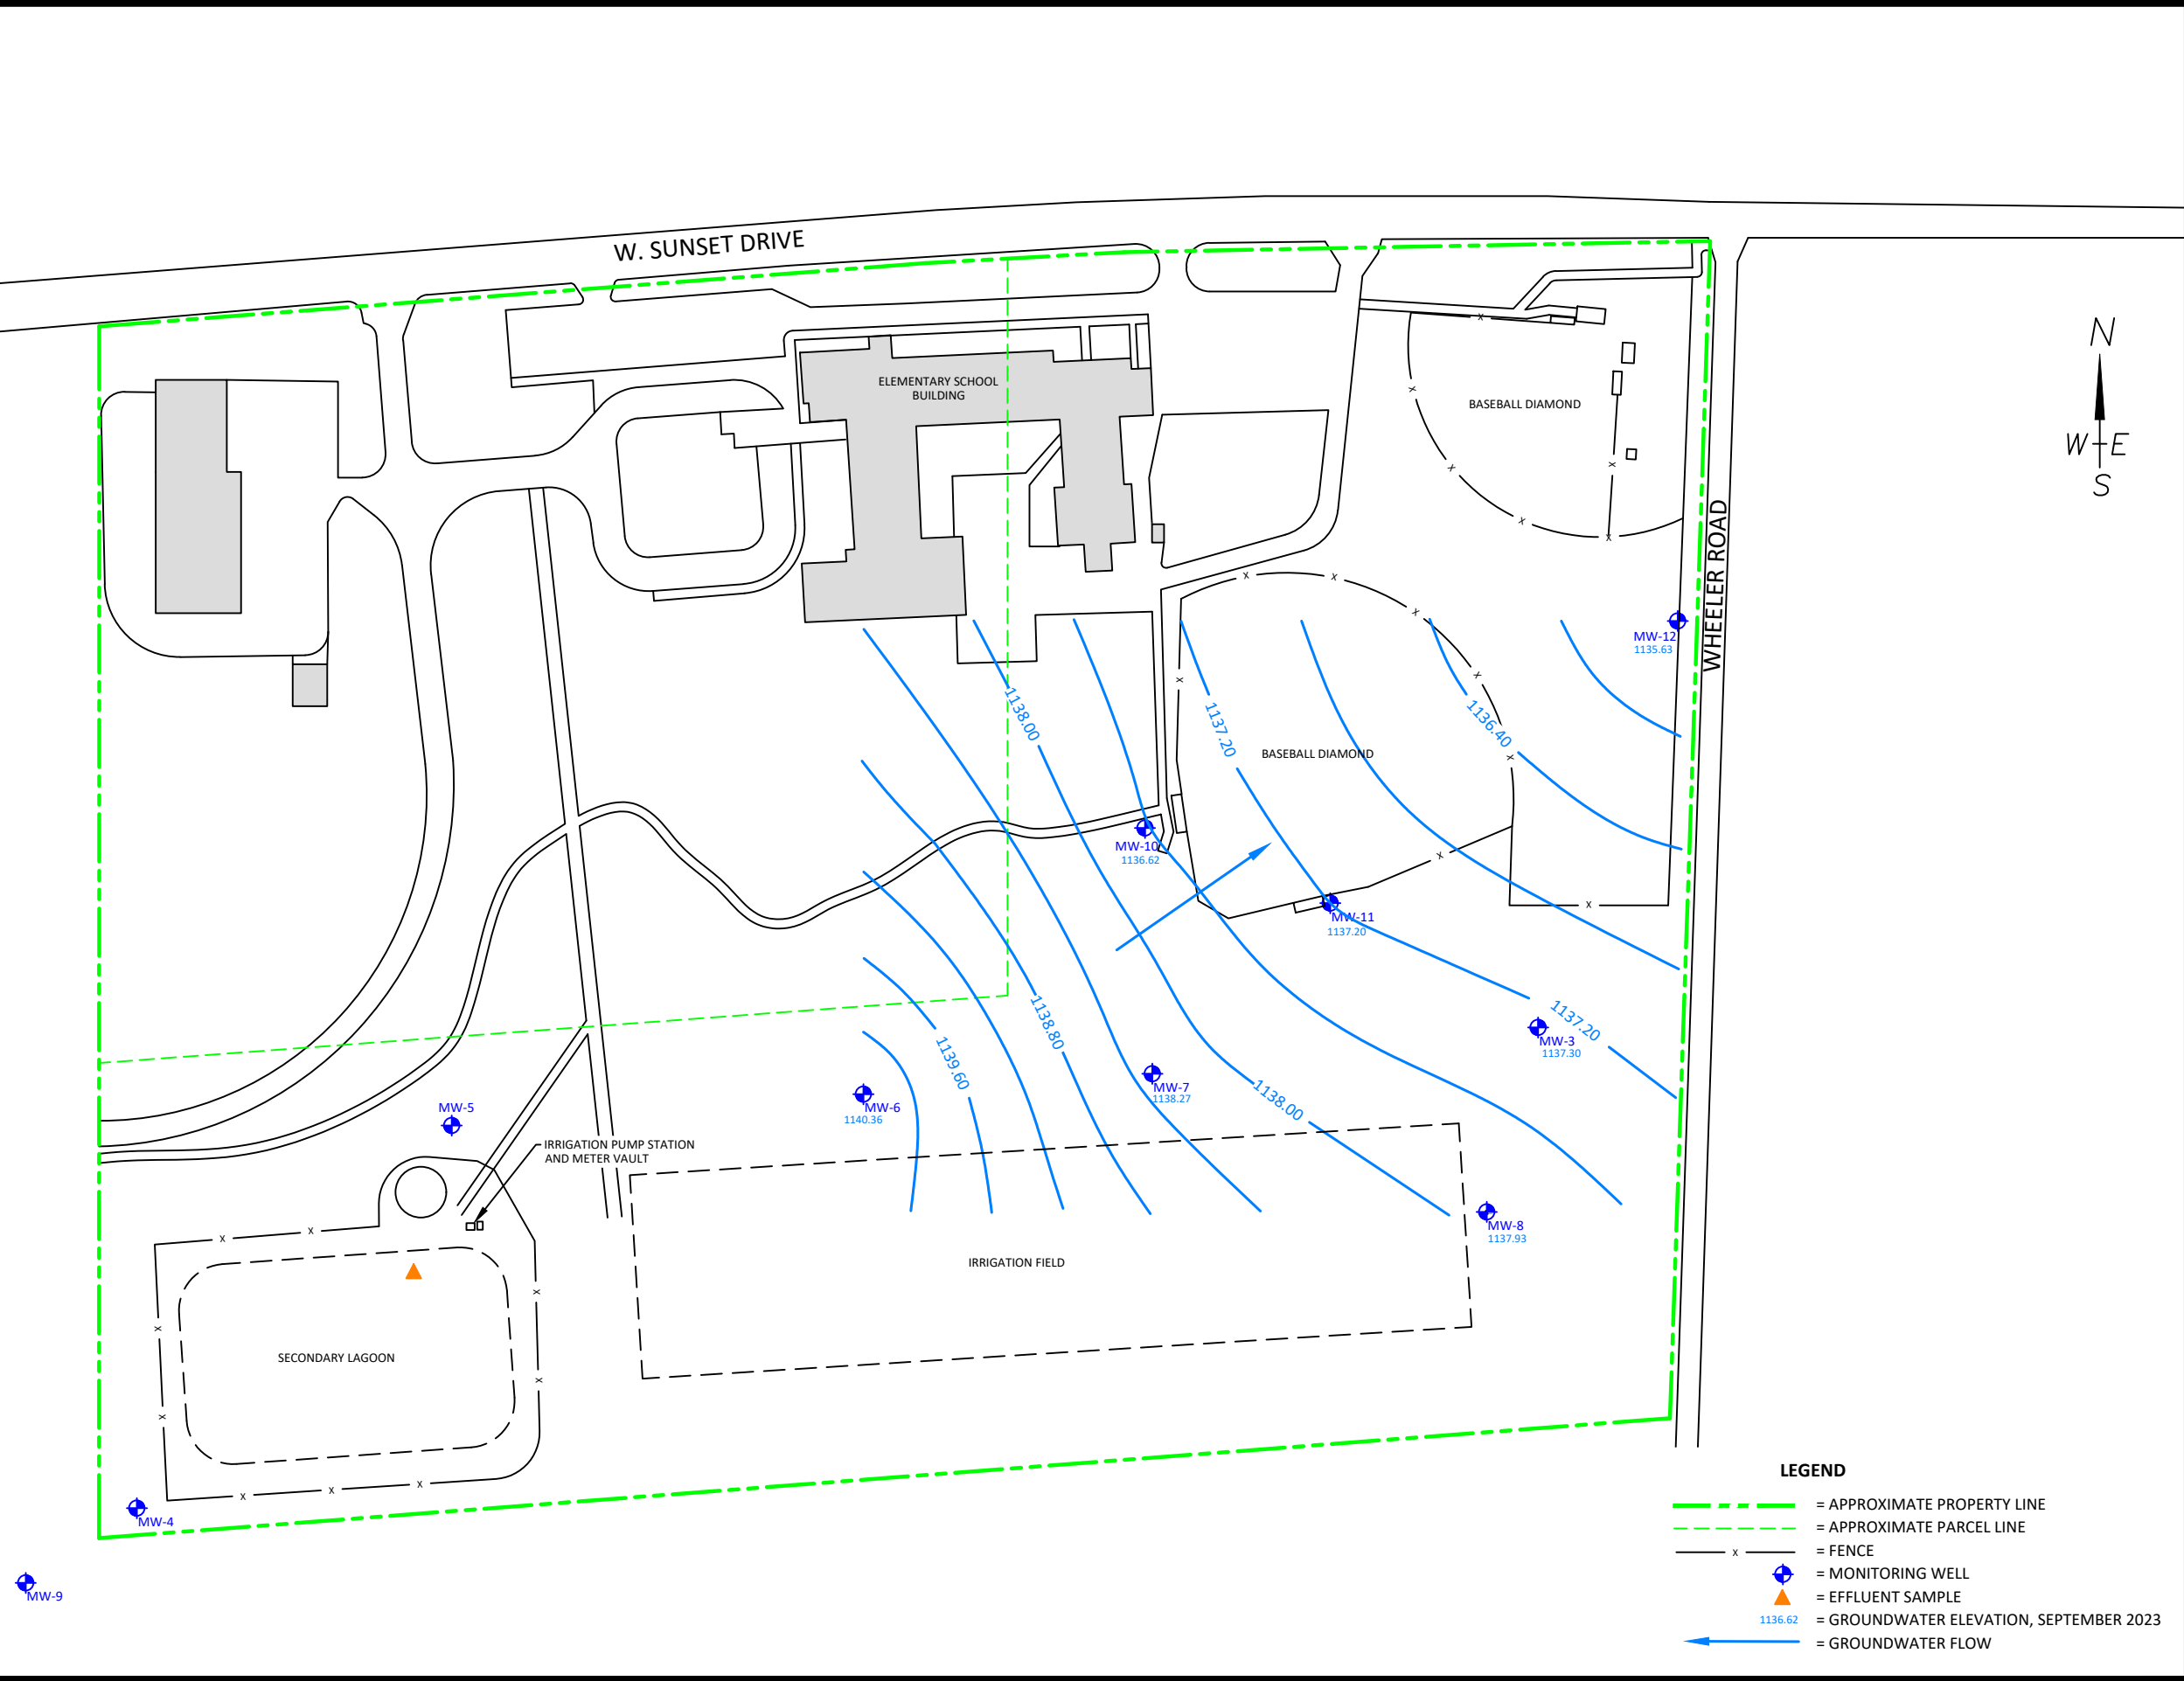 W. SUNSET DRIVE
N
W E
S
ELEMENTARY SCHOOL
BUILDING
BASEBALL DIAMOND
WHEELER ROAD
MW-12
1135.63
1138.00
1137.20
1136.40
BASEBALL DIAMOND
MW-10
1136.62
MW-11
1137.20
1138.80
1137.20
MW-3
1137.30
1139.60
MW-7
1138.27
1138.00
MW-6
1140.36
MW-5
IRRIGATION PUMP STATION
AND METER VAULT
MW-8
1137.93
IRRIGATION FIELD
SECONDARY LAGOON
MW-4
MW-9
LEGEND
= APPROXIMATE PROPERTY LINE
= APPROXIMATE PARCEL LINE
x = FENCE
= MONITORING WELL
= EFFLUENT SAMPLE
1136.62 = GROUNDWATER ELEVATION, SEPTEMBER 2023
= GROUNDWATER FLOW